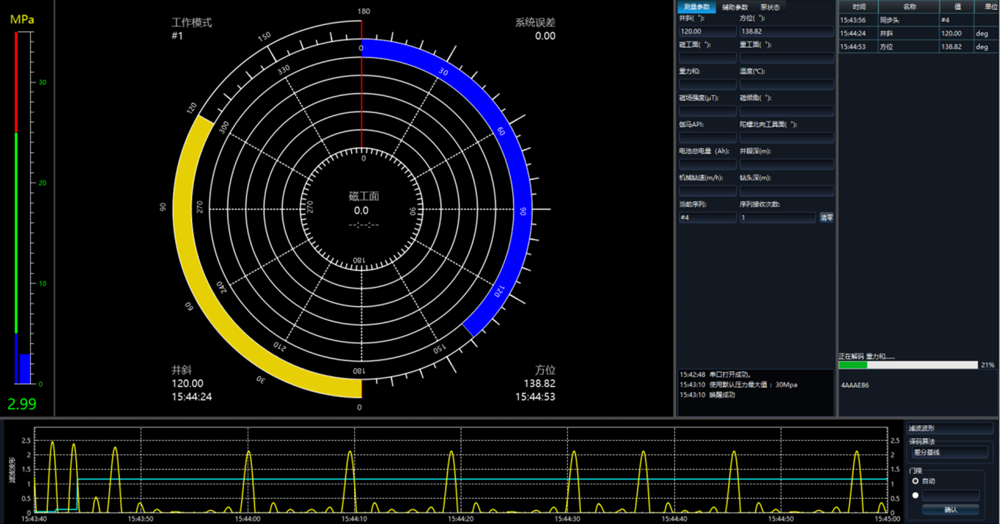 MPa
30
20
10
0
2.99
工作模式
#1
系统误差
0.00
180
150
120
90
60
30
0
0
30
60
90
120
150
180
210
240
270
300
330
0
90
180
270
磁工面
0.0
--:--:--
井斜
120.00
15:44:24
方位
138.82
15:44:53
测量参数 辅助参数 泵状态
井斜(°): 方位(°):
120.00 138.82
磁工面(°): 重工面(°):
重力和: 温度(℃):
磁场强度(μT): 磁倾角(°):
伽马API: 陀螺北向工具面(°):
电池总电量（Ah): 井眼深(m):
机械钻速(m/h): 钻头深(m):
当前序列: 序列接收次数:
#4 1 清零
15:42:48 串口打开成功。
15:43:10 使用默认压力最大值： 30Mpa
15:43:10 唤醒成功
时间 名称 值 单位
15:43:56 同步头 #4
15:44:24 井斜 120.00 deg
15:44:53 方位 138.82 deg
正在解码 重力和......
21%
4AAAE86
滤波波形
2.5
2
1.5
1
0.5
0
15:43:40 15:43:50 15:44:00 15:44:10 15:44:20 15:44:30 15:44:40 15:44:50 15:45:00
2.5
2
1.5
1
0.5
0
滤波波形
译码算法
差分基线
门限
自动
确认